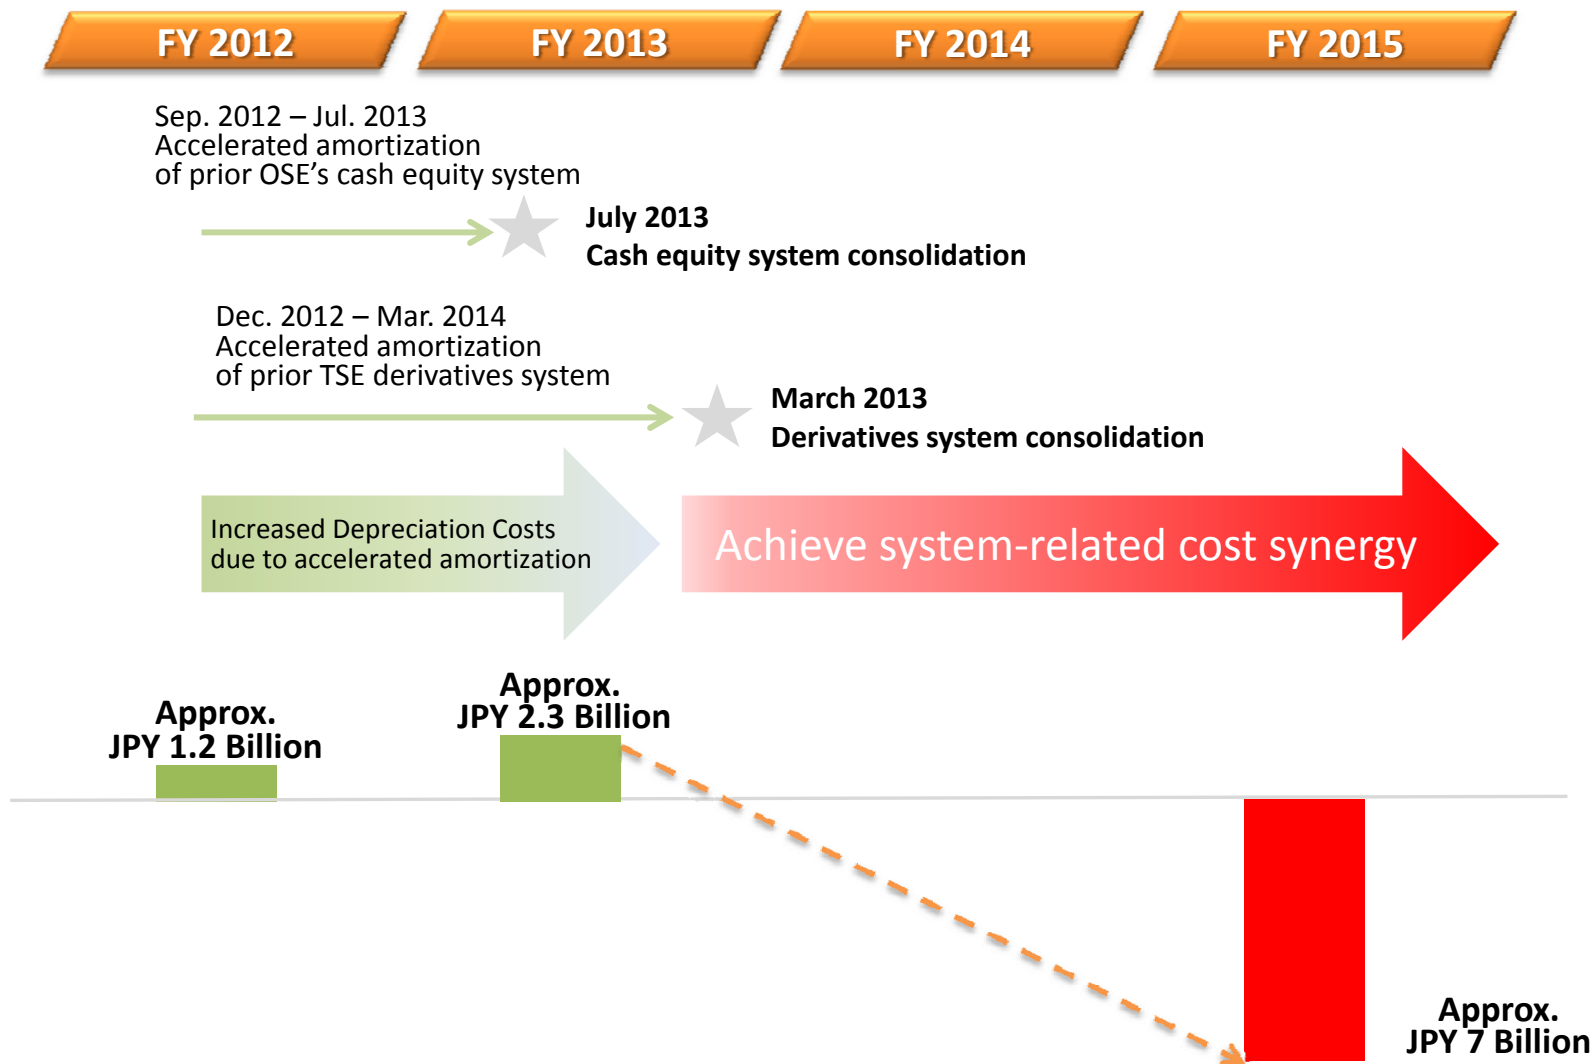 FY 2012
FY 2013
FY 2014
FY 2015
Sep. 2012 – Jul. 2013
Accelerated amortization
of prior OSE’s cash equity system
July 2013
Cash equity system consolidation
Dec. 2012 – Mar. 2014
Accelerated amortization
of prior TSE derivatives system
March 2013
Derivatives system consolidation
Increased Depreciation Costs
due to accelerated amortization
Achieve system-related cost synergy
Approx.
JPY 1.2 Billion
Approx.
JPY 2.3 Billion
Approx.
JPY 7 Billion